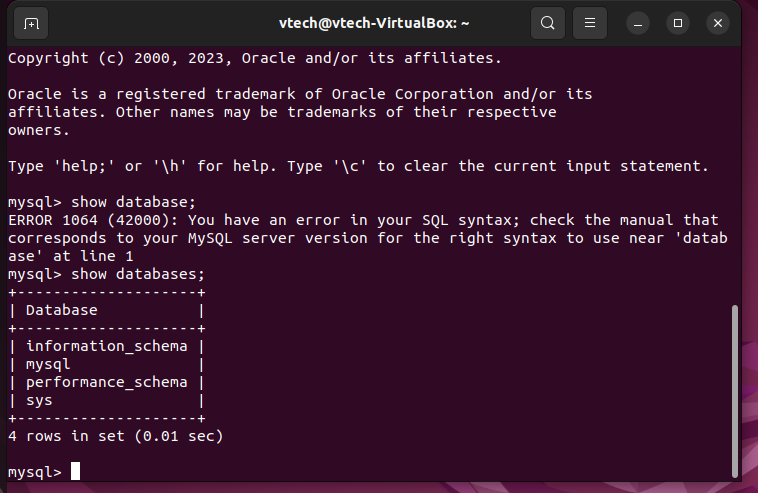 vtech@vtech-VirtualBox: ~
Copyright (c) 2000, 2023, Oracle and/or its affiliates.
Oracle is a registered trademark of Oracle Corporation and/or its
affiliates. Other names may be trademarks of their respective
owners.
Type 'help;' or '\h' for help. Type '\c' to clear the current input statement.
mysql> show database;
ERROR 1064 (42000): You have an error in your SQL syntax; check the manual that
corresponds to your MySQL server version for the right syntax to use near 'datab
ase' at line 1
mysql> show databases;
+--------------------+
| Database           |
+--------------------+
| information_schema |
| mysql              |
| performance_schema |
| sys                |
+--------------------+
4 rows in set (0.01 sec)
mysql>